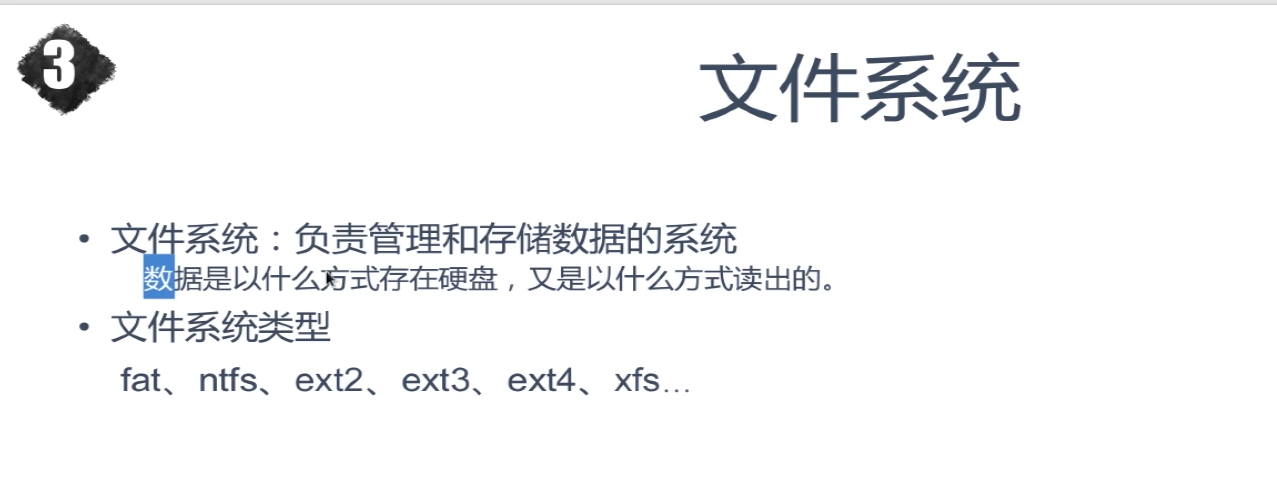 3
文件系统
• 文件系统：负责管理和存储数据的系统
数据是以什么方式存在硬盘，又是以什么方式读出的。
• 文件系统类型
fat、ntfs、ext2、ext3、ext4、xfs...